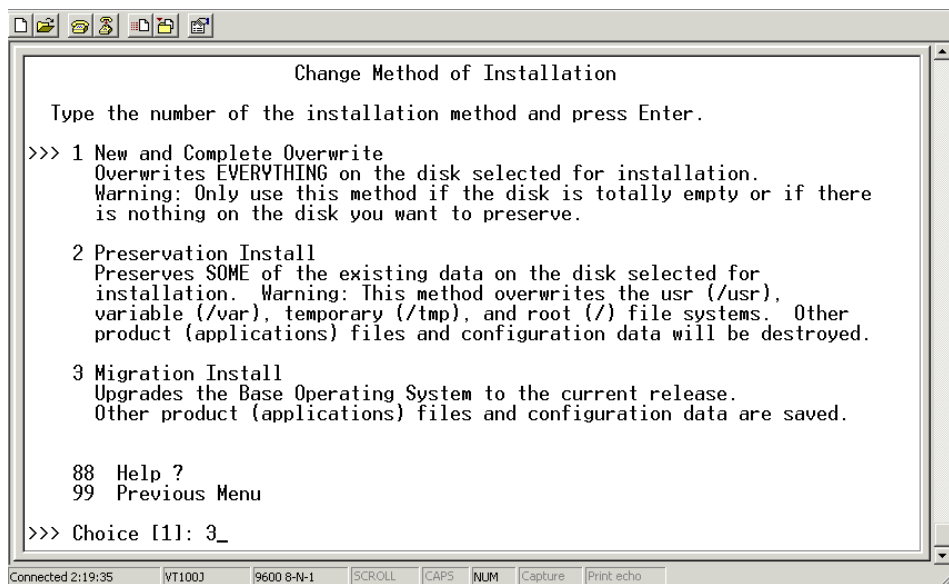 Change Method of Installation
Type the number of the installation method and press Enter.
>>> 1 New and Complete Overwrite
Overwrites EVERYTHING on the disk selected for installation.
Warning: Only use this method if the disk is totally empty or if there
is nothing on the disk you want to preserve.
2 Preservation Install
Preserves SOME of the existing data on the disk selected for
installation.  Warning: This method overwrites the usr (/usr),
variable (/var), temporary (/tmp), and root (/) file systems.  Other
product (applications) files and configuration data will be destroyed.
3 Migration Install
Upgrades the Base Operating System to the current release.
Other product (applications) files and configuration data are saved.
88  Help ?
99  Previous Menu
>>> Choice [1]: 3_
Connected 2:19:35 VT100J 9600 8-N-1 SCROLL CAPS NUM Capture Print echo